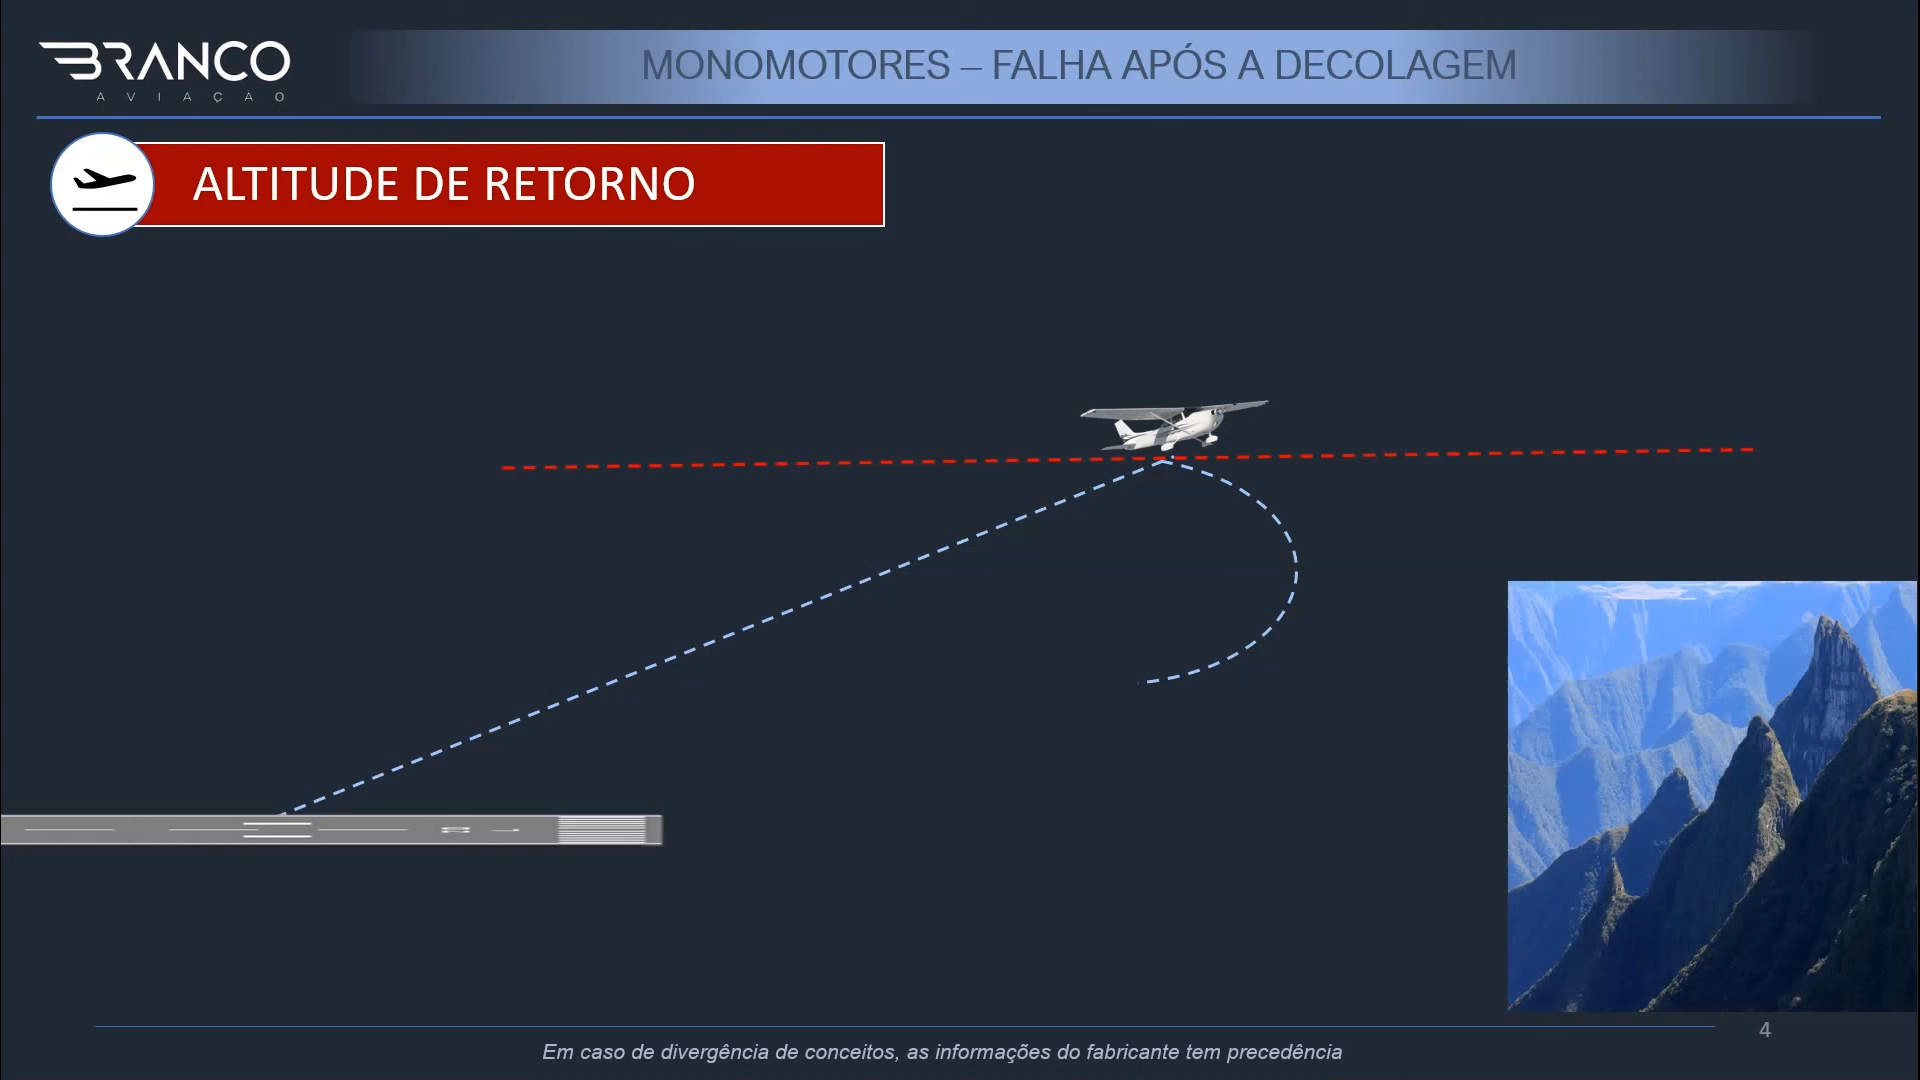 BRANCO
AVIAÇÃO
MONOMOTORES – FALHA APÓS A DECOLAGEM
ALTITUDE DE RETORNO
4
Em caso de divergência de conceitos, as informações do fabricante tem precedência